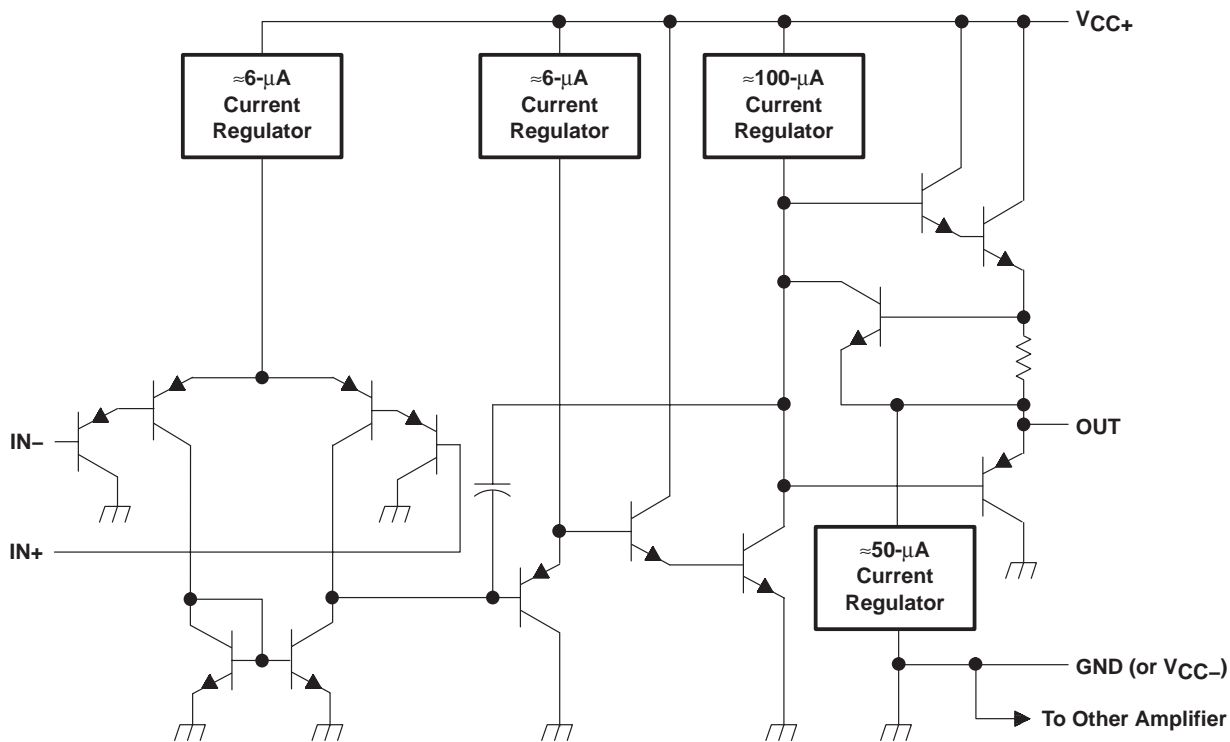 VCC+
≈6-μA
Current
Regulator
≈6-μA
Current
Regulator
≈100-μA
Current
Regulator
IN−
OUT
IN+
≈50-μA
Current
Regulator
GND (or VCC−)
To Other Amplifier